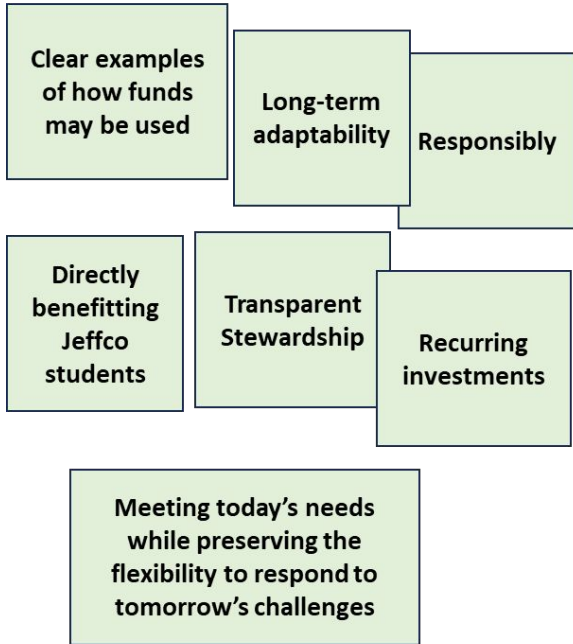 Clear examples
of how funds
may be used
Long-term
adaptability
Responsibly
Directly
benefitting
Jeffco
students
Transparent
Stewardship
Recurring
investments
Meeting today’s needs
while preserving the
flexibility to respond to
tomorrow’s challenges